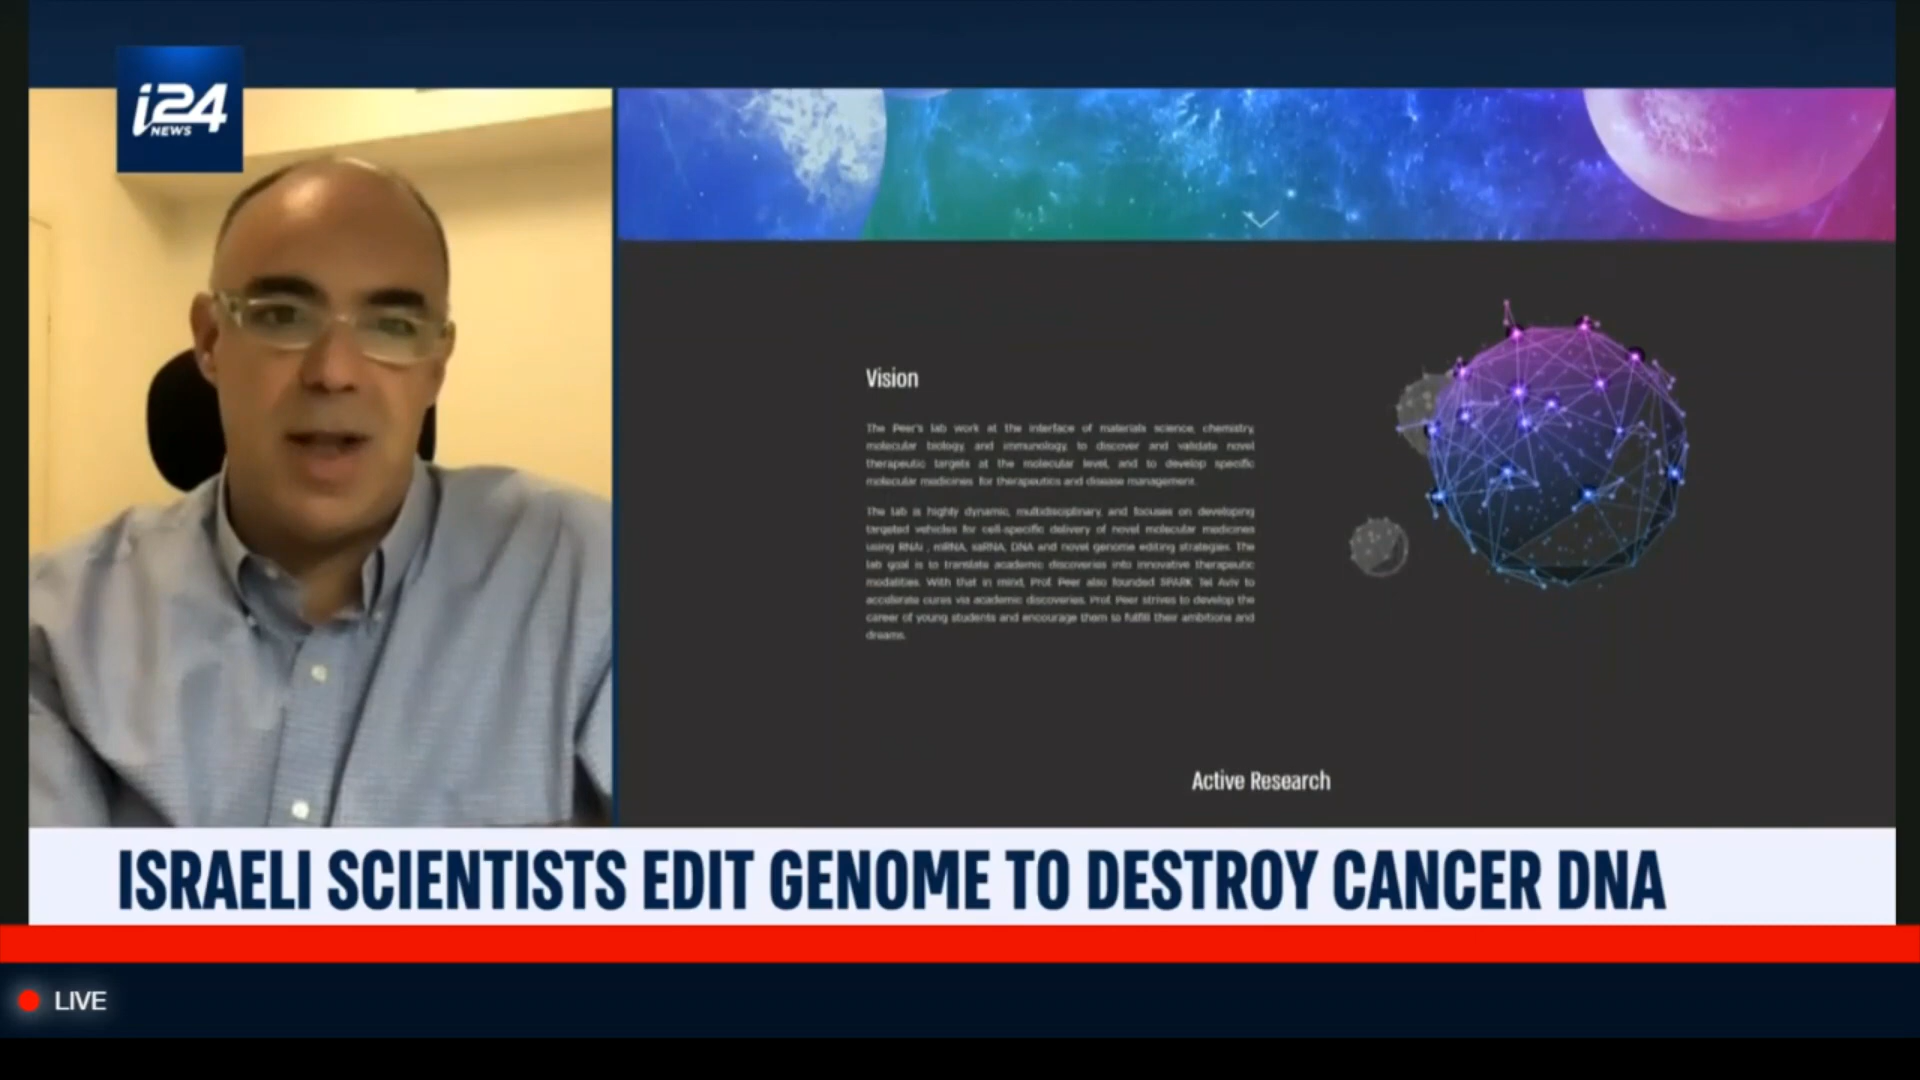 i24
NEWS
Vision
The Peer's lab work at the interface of materials science, chemistry,
molecular biology, and immunology, to discover and validate novel
therapeutic targets at the molecular level, and to develop specific
molecular medicines for therapeutics and disease management.
The lab is highly dynamic, multidisciplinary, and focuses on developing
targeted vehicles for cell-specific delivery of novel molecular medicines
using RNAi , mRNA, saRNA, DNA and novel genome editing strategies. The
lab goal is to translate academic discoveries into innovative therapeutic
modalities. With that in mind, Prof. Peer also founded SPARK Tel Aviv to
accelerate cures via academic discoveries. Prof. Peer strives to develop the
career of young students and encourage them to fulfill their ambitions and
dreams.
Active Research
ISRAELI SCIENTISTS EDIT GENOME TO DESTROY CANCER DNA
LIVE